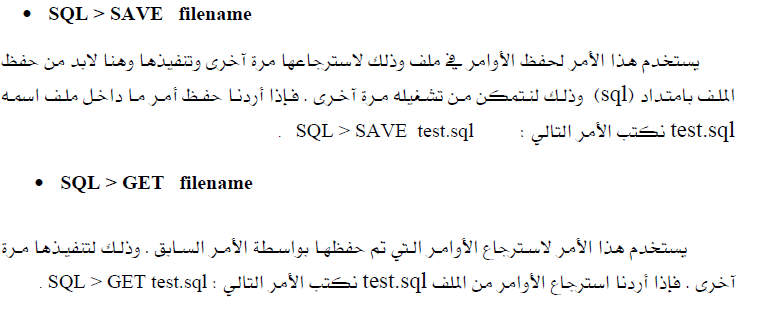 • SQL > SAVE filename
يستخدم هذا الأمر لحفظ الأوامر في ملف وذلك لاسترجاعها مرة آخرى وتنفيذها وهنا لابد من حفظ
الملف بامتداد (sql) وذلك لنتمكن من تشغيله مرة آخرى . فإذا أردنا حفظ أمر ما داخل ملف اسمه
test.sql نكتب الأمر التالي : SQL > SAVE test.sql .
• SQL > GET filename
يستخدم هذا الأمر لاسترجاع الأوامر التي تم حفظها بواسطة الأمر السابق . وذلك لتنفيذها مرة
آخرى . فإذا أردنا استرجاع الأوامر من الملف test.sql نكتب الأمر التالي : SQL > GET test.sql .